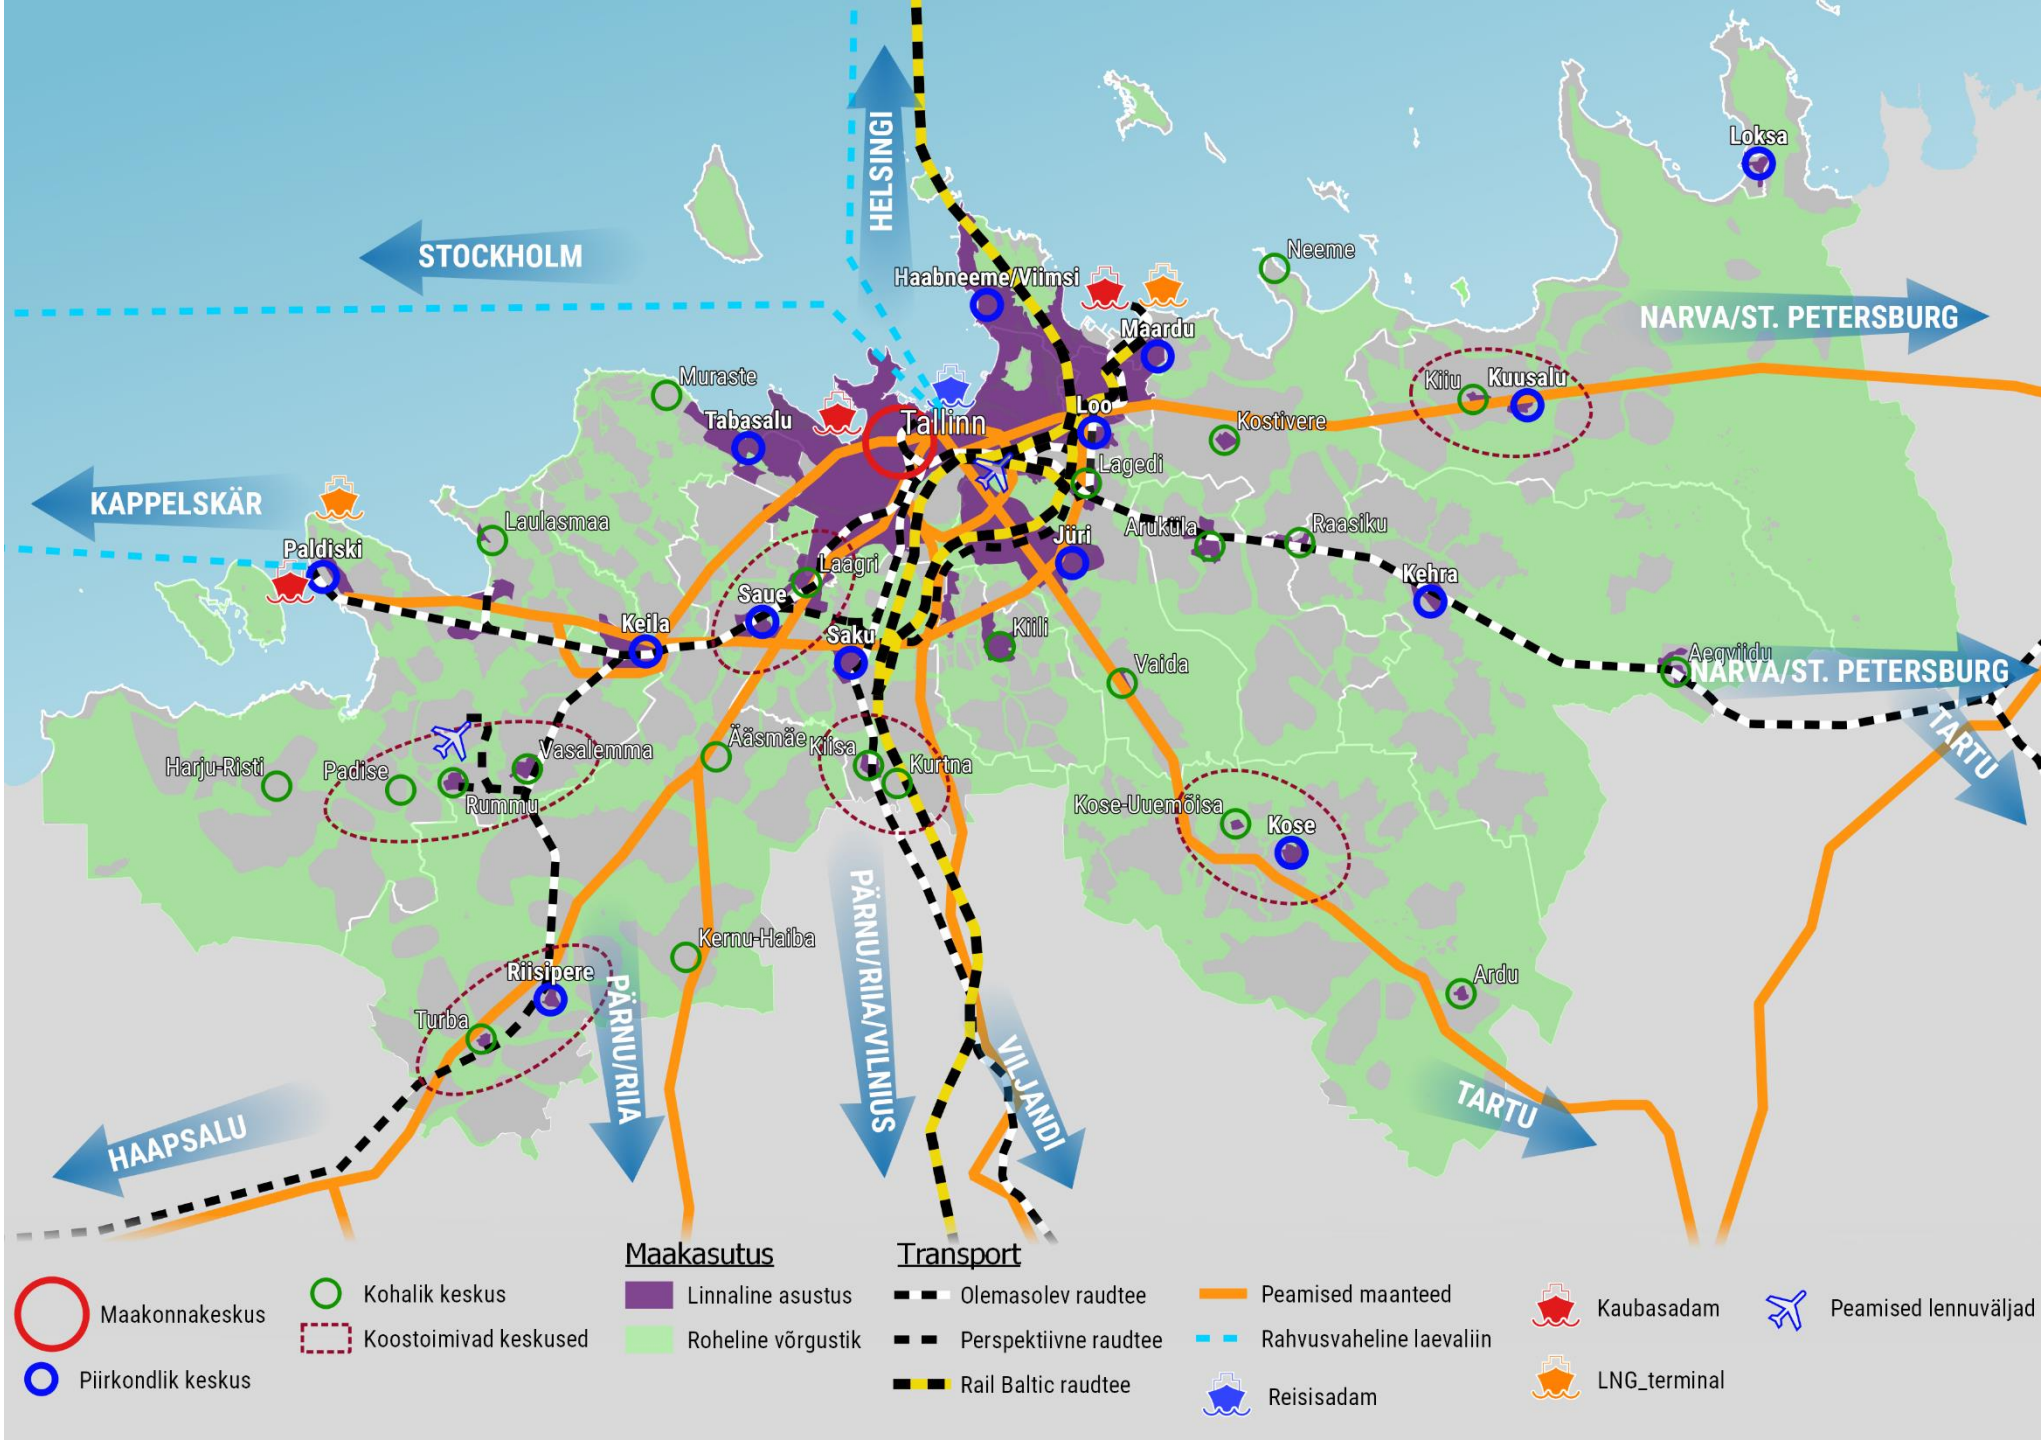 Loksa
HELSINGI
STOCKHOLM
Neeme
Haabneeme/Viimsi
NARVA/ST. PETERSBURG
Maardu
Muraste
Kiiu
Kuusalu
Tabasalu
Tallinn
Loo
Kostivere
Lagedi
KAPPELSKÄR
Laulasmaa
Aruküla
Raasiku
Paldiski
Jüri
Laagri
Kehra
Saue
Keila
Saku
Kiili
Vaida
Aegviidu
NARVA/ST. PETERSBURG
TARTU
Harju-Risti
Padise
Vasalemma
Rummu
Ääsmäe
Kiisa
Kurtna
Kose-Uuemõisa
Kose
Kernu-Haiba
Riisipere
Ardu
Turba
PÄRNU/RIIA
PÄRNU/RIIA/VILNIUS
VILJANDI
TARTU
HAAPSALU
Maakasutus
Transport
Maakonnakeskus
Piirkondlik keskus
Kohalik keskus
Koostoimivad keskused
Linnaline asustus
Roheline võrgustik
Olemasolev raudtee
Perspektiivne raudtee
Rail Baltic raudtee
Peamised maanteed
Rahvusvaheline laevaliin
Reisisadam
Kaubasadam
LNG_terminal
Peamised lennuväljad